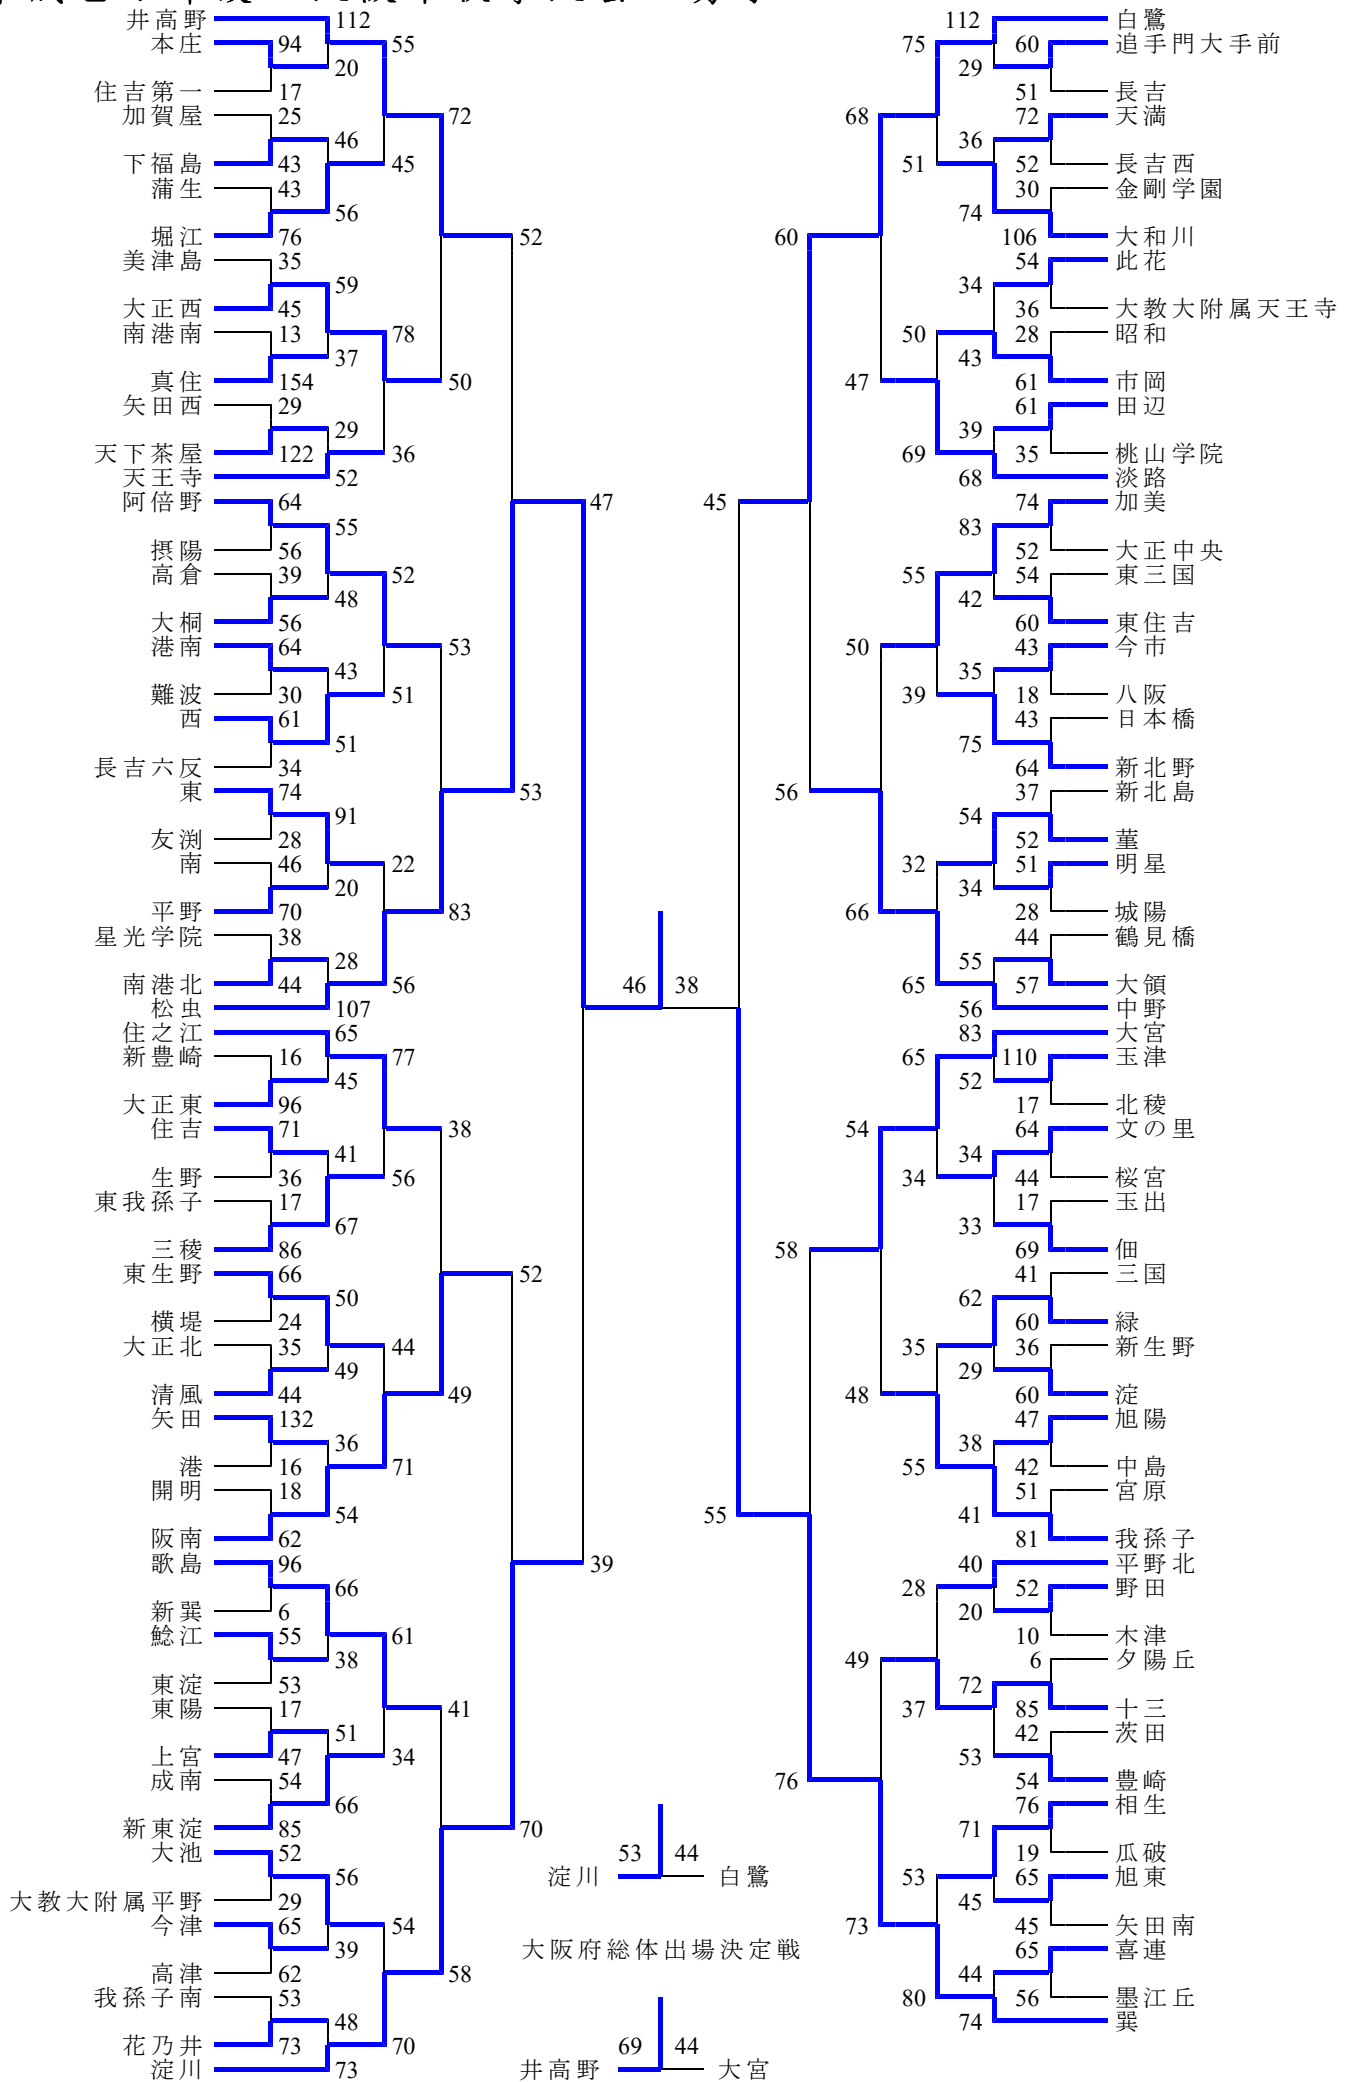 井高野 112 55 112 白鷺
本庄 94 20 75 29 60 追手門大手前
住吉第一 17 51 長吉
加賀屋 25 72 68 72 天満
下福島 43 46 45 51 36 52 長吉西
蒲生 43 30 金剛学園
堀江 76 56 52 60 74 106 大和川
美津島 35 54 此花
大正西 45 59 34 36 大教大附属天王寺
南港南 13 78 50 28 昭和
真住 154 37 50 47 43 61 市岡
矢田西 29 61 田辺
天下茶屋 122 29 36 69 39 35 桃山学院
天王寺 52 68 淡路
阿倍野 64 47 45 74 加美
摂陽 56 55 83 52 大正中央
高倉 39 52 55 54 東三国
大桐 56 48 42 60 東住吉
港南 64 53 50 43 今市
難波 30 43 51 39 35 18 八阪
西 61 43 日本橋
長吉六反 34 51 75 64 新北野
東 74 53 56 37 新北島
友渕 28 91 54 52 菫
南 46 22 32 51 明星
平野 70 20 83 66 34 28 城陽
星光学院 38 44 鶴見橋
南港北 44 28 56 46 38 65 55 57 大領
松虫 107 56 中野
住之江 65 83 大宮
新豊崎 16 77 65 110 玉津
大正東 96 45 52 17 北稜
住吉 71 38 54 64 文の里
生野 36 41 56 34 34 44 桜宮
東我孫子 17 17 玉出
三稜 86 67 58 33 69 佃
東生野 66 52 41 三国
横堤 24 50 62 60 緑
大正北 35 44 35 36 新生野
清風 44 49 49 48 29 60 淀
矢田 132 47 旭陽
港 16 36 71 55 38 42 中島
開明 18 51 宮原
阪南 62 54 55 41 81 我孫子
歌島 96 39 40 平野北
新巽 6 66 28 20 52 野田
鯰江 55 61 10 木津
東淀 53 38 49 6 夕陽丘
東陽 17 41 37 72 85 十三
上宮 47 51 34 42 茨田
成南 54 76 53 54 豊崎
新東淀 85 66 70 71 76 相生
大池 52 53 44 19 瓜破
淀川 白鷺
大教大附属平野 29 56 53 65 旭東
今津 65 54 73 45 45 矢田南
大阪府総体出場決定戦
高津 62 39 58 65 喜連
我孫子南 53 80 44 56 墨江丘
花乃井 73 48 70 69 44 74 巽
淀川 73 井高野 大宮